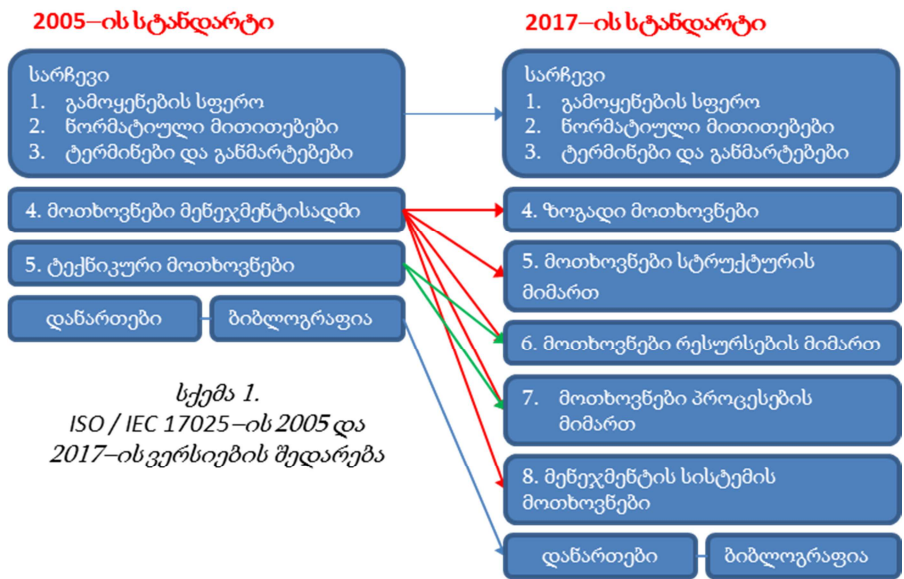 2005–ის სტანდარტი
სარჩევი
1. გამოყენების სფერო
2. ნორმატიული მითითებები
3. ტერმინები და განმარტებები
4. მოთხოვნები მენეჯმენტისადმი
5. ტექნიკური მოთხოვნები
დანართები
ბიბლოგრაფია
სქემა 1.
ISO / IEC 17025–ის 2005 და
2017–ის ვერსიების შედარება
2017–ის სტანდარტი
სარჩევი
1. გამოყენების სფერო
2. ნორმატიული მითითებები
3. ტერმინები და განმარტებები
4. ზოგადი მოთხოვნები
5. მოთხოვნები სტრუქტურის
მიმართ
6. მოთხოვნები რესურსების მიმართ
7. მოთხოვნები პროცესების
მიმართ
8. მენეჯმენტის სისტემის
მოთხოვნები
დანართები
ბიბლოგრაფია